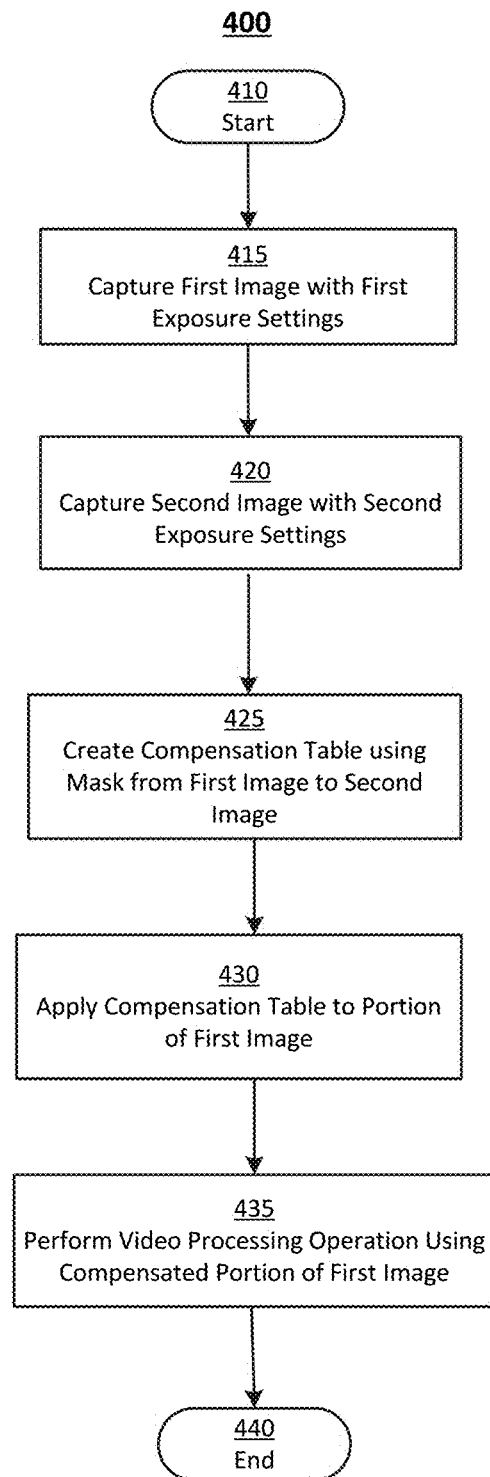 400
410
Start
415
Capture First Image with First
Exposure Settings
420
Capture Second Image with Second
Exposure Settings
425
Create Compensation Table using
Mask from First Image to Second
Image
430
Apply Compensation Table to Portion
of First Image
435
Perform Video Processing Operation Using
Compensated Portion of First Image
440
End